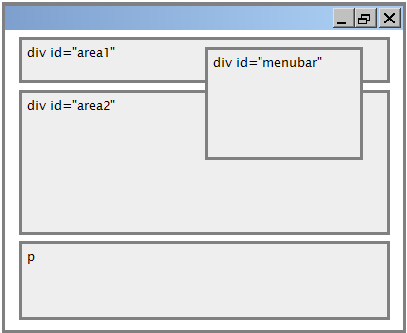 div id="area1"
div id="menubar"
div id="area2"
p